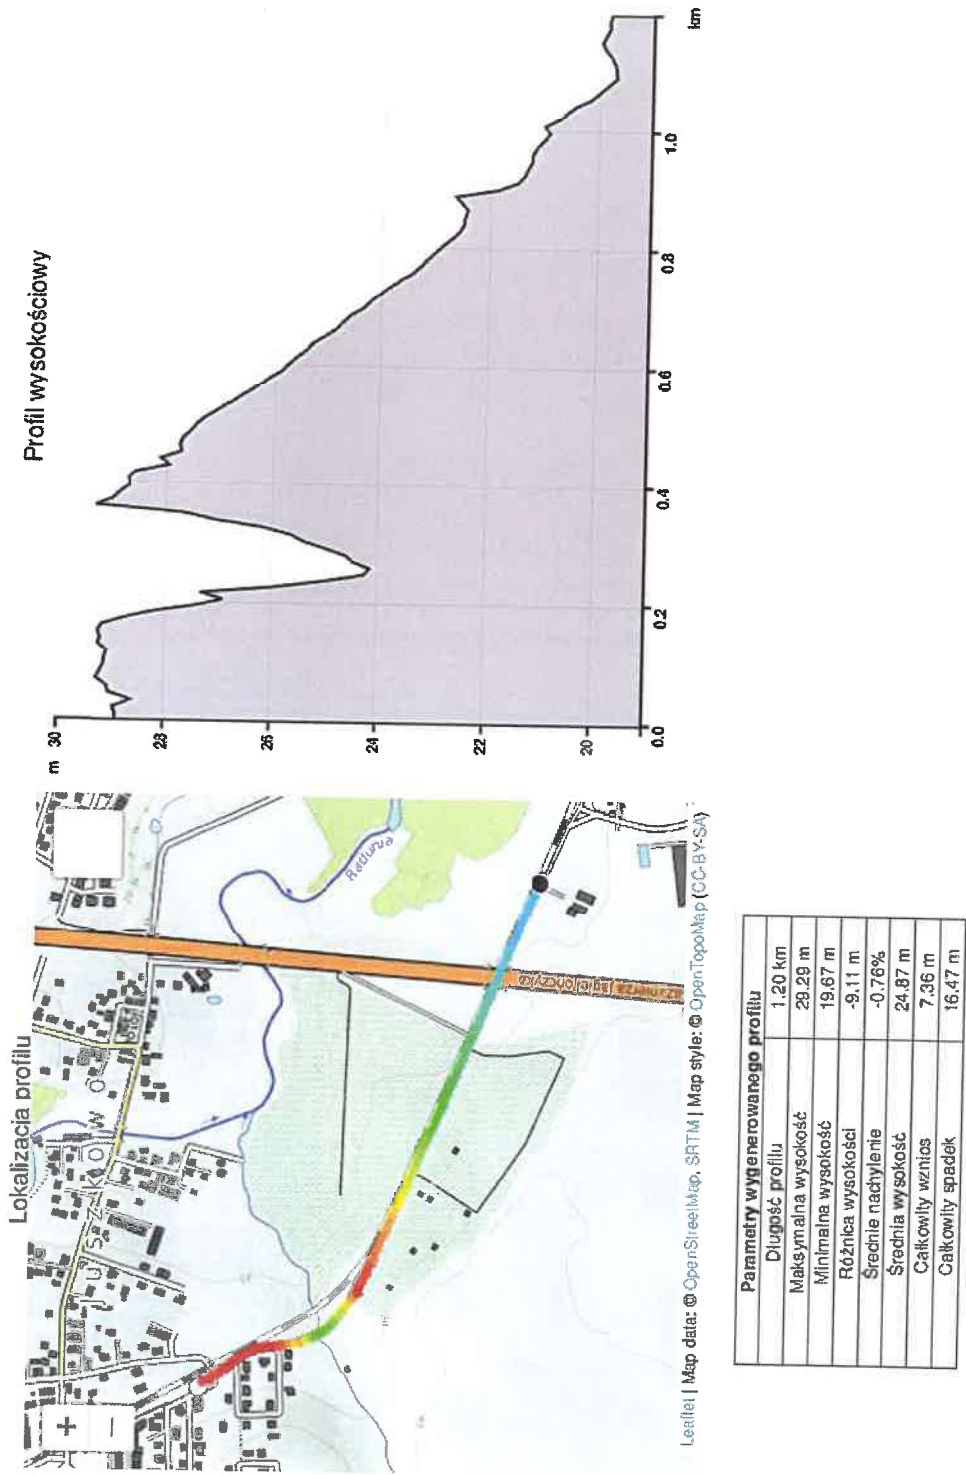 Lokalizacja profilu
+
−
U S Z K O W O
Radunia
azimierza Jagiellończyka
Leaflet | Map data: © OpenStreetMap, SRTM | Map style: © OpenTopoMap (CC-BY-SA)
Profil wysokościowy
m
30
28
26
24
22
20
0.0
0.2
0.4
0.6
0.8
1.0
km
Parametry wygenerowanego profilu
Długość profilu 1.20 km
Maksymalna wysokość 29.29 m
Minimalna wysokość 19.67 m
Różnica wysokości -9.11 m
Średnie nachylenie -0.76%
Średnia wysokość 24.87 m
Całkowity wznios 7.36 m
Całkowity spadek 16.47 m